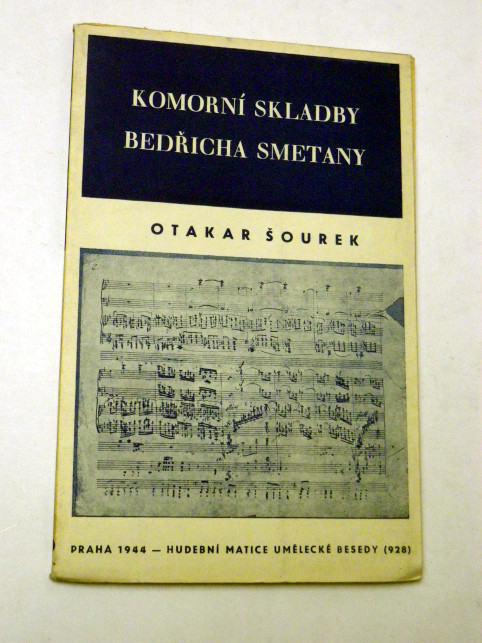 KOMORNÍ SKLADBY
BEDŘICHA SMETANY
OTAKAR ŠOUREK
PRAHA 1944 — HUDEBNÍ MATICE UMĚLECKÉ BESEDY (928)